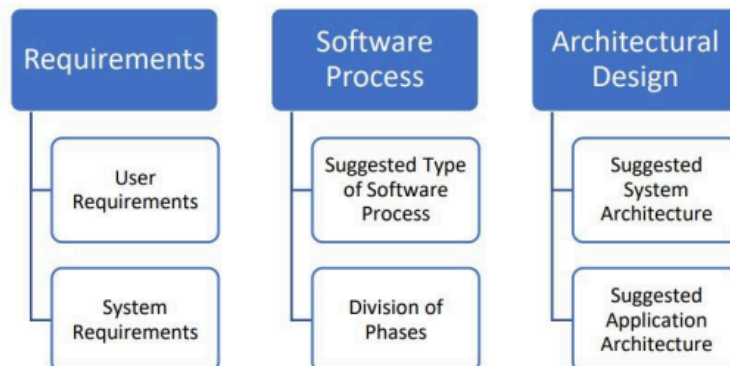 Requirements
User
Requirements
System
Requirements
Software
Process
Suggested Type
of Software
Process
Division of
Phases
Architectural
Design
Suggested
System
Architecture
Suggested
Application
Architecture